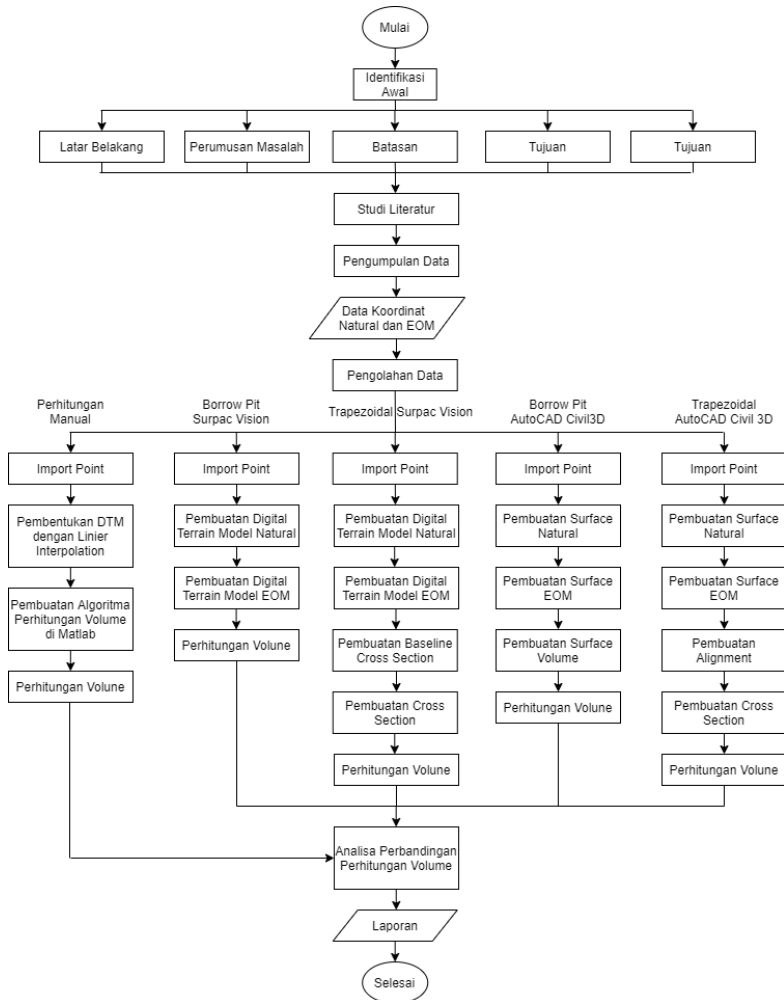 Mulai
Identifikasi
Awal
Latar Belakang
Perumusan Masalah
Batasan
Tujuan
Tujuan
Studi Literatur
Pengumpulan Data
Data Koordinat
Natural dan EOM
Pengolahan Data
Perhitungan
Manual
Borrow Pit
Surpac Vision
Trapezoidal Surpac Vision
Borrow Pit
AutoCAD Civil3D
Trapezoidal
AutoCAD Civil 3D
Import Point
Import Point
Import Point
Import Point
Import Point
Pembentukan DTM
dengan Linier
Interpolation
Pembuatan Digital
Terrain Model Natural
Pembuatan Digital
Terrain Model Natural
Pembuatan Surface
Natural
Pembuatan Surface
Natural
Pembuatan Algoritma
Perhitungan Volume
di Matlab
Pembuatan Digital
Terrain Model EOM
Pembuatan Digital
Terrain Model EOM
Pembuatan Surface
EOM
Pembuatan Surface
EOM
Perhitungan Volune
Perhitungan Volune
Pembuatan Baseline
Cross Section
Pembuatan Surface
Volume
Pembuatan
Alignment
Pembuatan Cross
Section
Perhitungan Volune
Pembuatan Cross
Section
Perhitungan Volune
Perhitungan Volune
Analisa Perbandingan
Perhitungan Volume
Laporan
Selesai